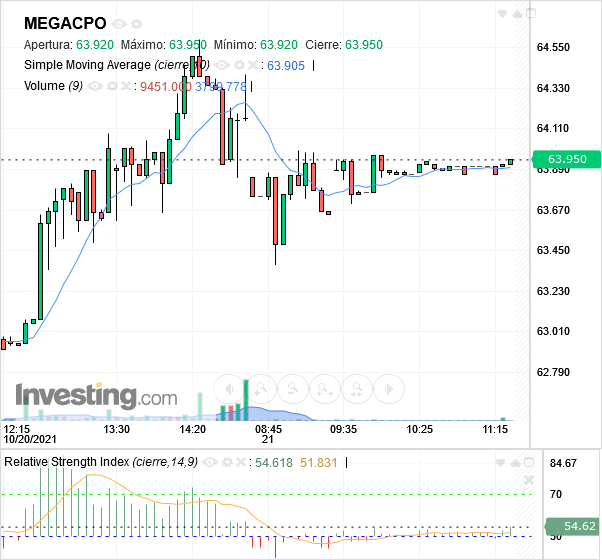 MEGACPO
Apertura: 63.920 Máximo: 63.950 Mínimo: 63.920 Cierre: 63.950
Simple Moving Average (cierre,10) 63.905
Volume (9) 9451.000 3799.778
64.550
64.330
64.110
63.950
63.890
63.670
63.450
63.230
63.010
62.790
Investing.com
12:15 13:30 14:20 08:45 09:35 10:25 11:15
10/20/2021 21
Relative Strength Index (cierre,14,9) 54.618 51.831
84.67
70
54.62
50